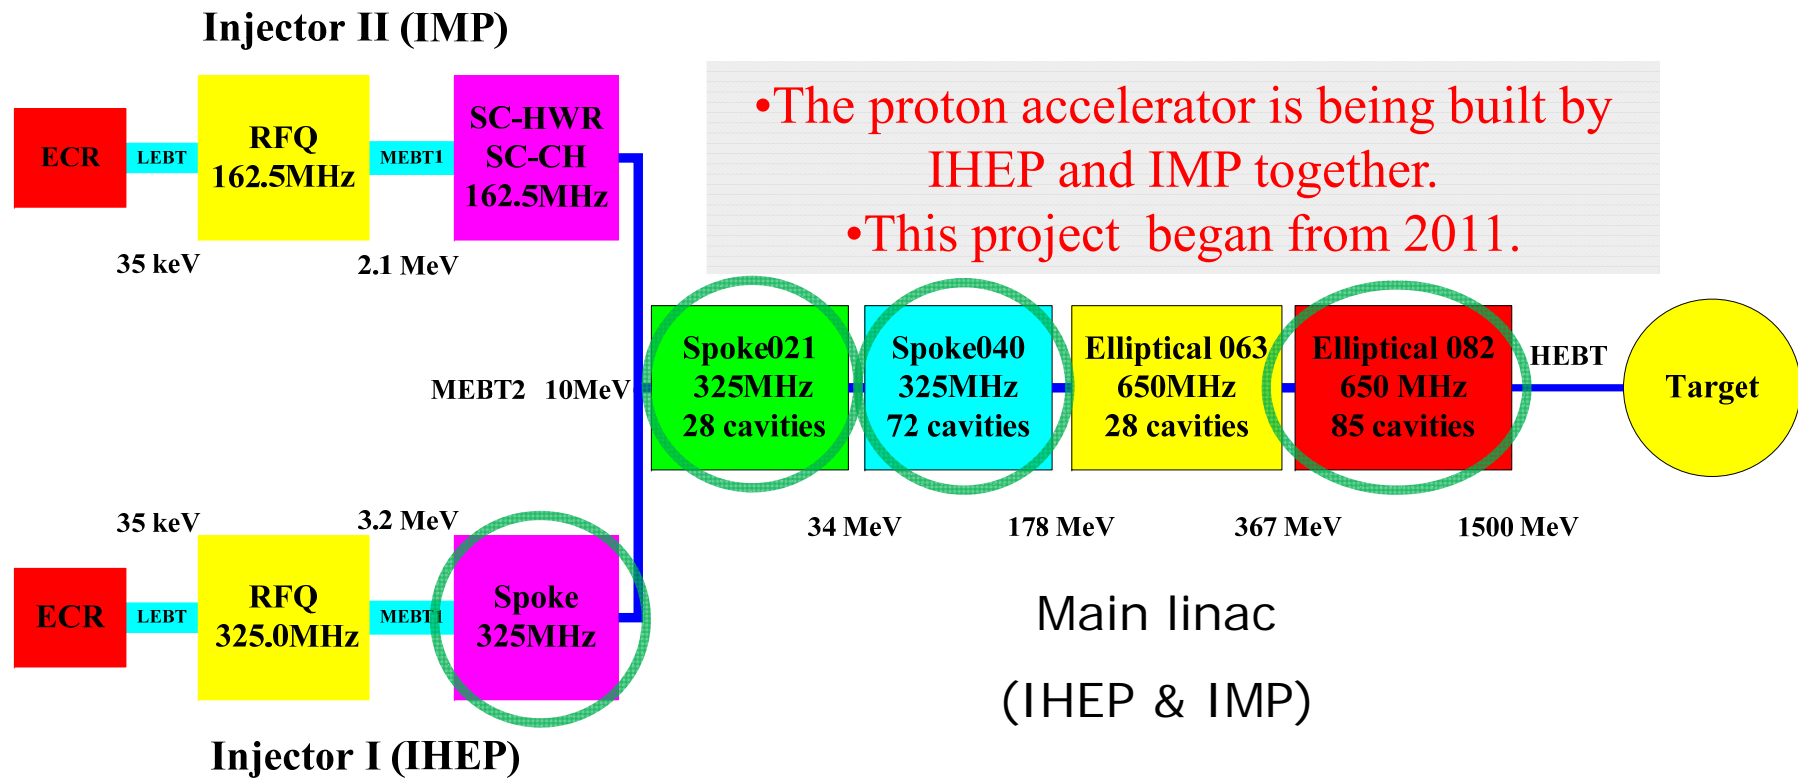 Injector II (IMP)
•The proton accelerator is being built by
IHEP and IMP together.
•This project began from 2011.
ECR
LEBT
RFQ
162.5MHz
MEBT1
SC-HWR
SC-CH
162.5MHz
35 keV
2.1 MeV
MEBT2 10MeV
Spoke021
325MHz
28 cavities
Spoke040
325MHz
72 cavities
Elliptical 063
650MHz
28 cavities
Elliptical 082
650 MHz
85 cavities
HEBT
Target
34 MeV
178 MeV
367 MeV
1500 MeV
35 keV
3.2 MeV
ECR
LEBT
RFQ
325.0MHz
MEBT1
Spoke
325MHz
Main linac
(IHEP & IMP)
Injector I (IHEP)